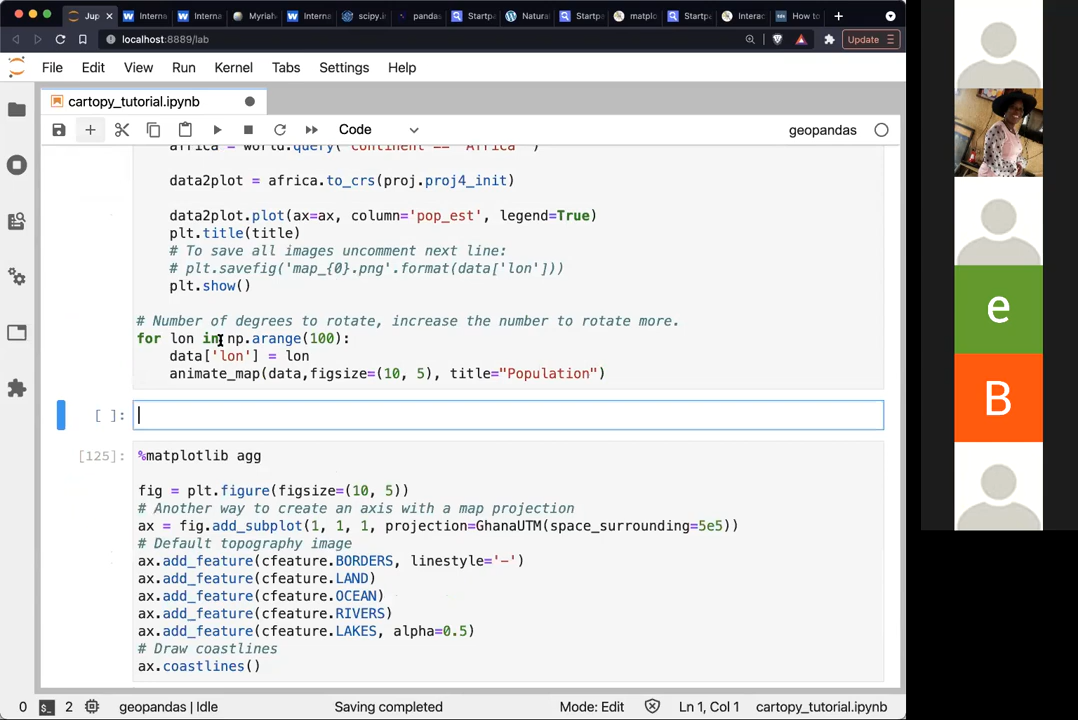 Jup
Interna
Interna
Myriah
Interna
scipy.ir
pandas
Startpa
Natural
Startpa
matplo
Startpa
Interac
How to
localhost:8889/lab
Update
File Edit View Run Kernel Tabs Settings Help
cartopy_tutorial.ipynb
Code
geopandas
africa = world.query("continent == 'Africa'")
data2plot = africa.to_crs(proj.proj4_init)
data2plot.plot(ax=ax, column='pop_est', legend=True)
plt.title(title)
# To save all images uncomment next line:
# plt.savefig('map_{0}.png'.format(data['lon']))
plt.show()
# Number of degrees to rotate, increase the number to rotate more.
for lon in np.arange(100):
data['lon'] = lon
animate_map(data,figsize=(10, 5), title="Population")
[ ]:
[125]: %matplotlib agg
fig = plt.figure(figsize=(10, 5))
# Another way to create an axis with a map projection
ax = fig.add_subplot(1, 1, 1, projection=GhanaUTM(space_surrounding=5e5))
# Default topography image
ax.add_feature(cfeature.BORDERS, linestyle='-')
ax.add_feature(cfeature.LAND)
ax.add_feature(cfeature.OCEAN)
ax.add_feature(cfeature.RIVERS)
ax.add_feature(cfeature.LAKES, alpha=0.5)
# Draw coastlines
ax.coastlines()
0 2 geopandas | Idle Saving completed Mode: Edit Ln 1, Col 1 cartopy_tutorial.ipynb
e
B